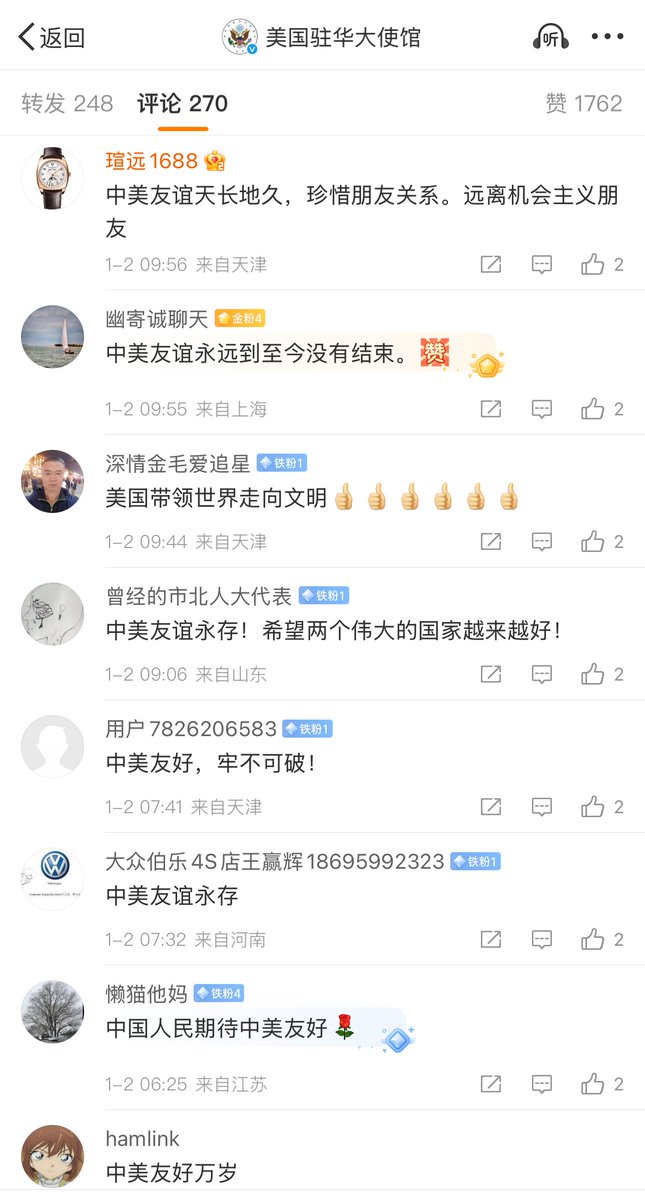 返回
美国驻华大使馆
听
转发 248
评论 270
赞 1762
瑄远1688
中美友谊天长地久，珍惜朋友关系。远离机会主义朋
友
1-2 09:56 来自天津
2
幽寄诚聊天 金粉4
中美友谊永远到至今没有结束。赞
1-2 09:55 来自上海
2
深情金毛爱追星 铁粉1
美国带领世界走向文明👍👍👍👍👍👍
1-2 09:44 来自天津
2
曾经的市北人大代表 铁粉1
中美友谊永存！希望两个伟大的国家越来越好！
1-2 09:06 来自山东
2
用户7826206583 铁粉1
中美友好，牢不可破！
1-2 07:41 来自天津
2
大众伯乐4S店王赢辉18695992323 铁粉1
中美友谊永存
1-2 07:32 来自河南
2
懒猫他妈 铁粉4
中国人民期待中美友好🌹
1-2 06:25 来自江苏
2
hamlink
中美友好万岁